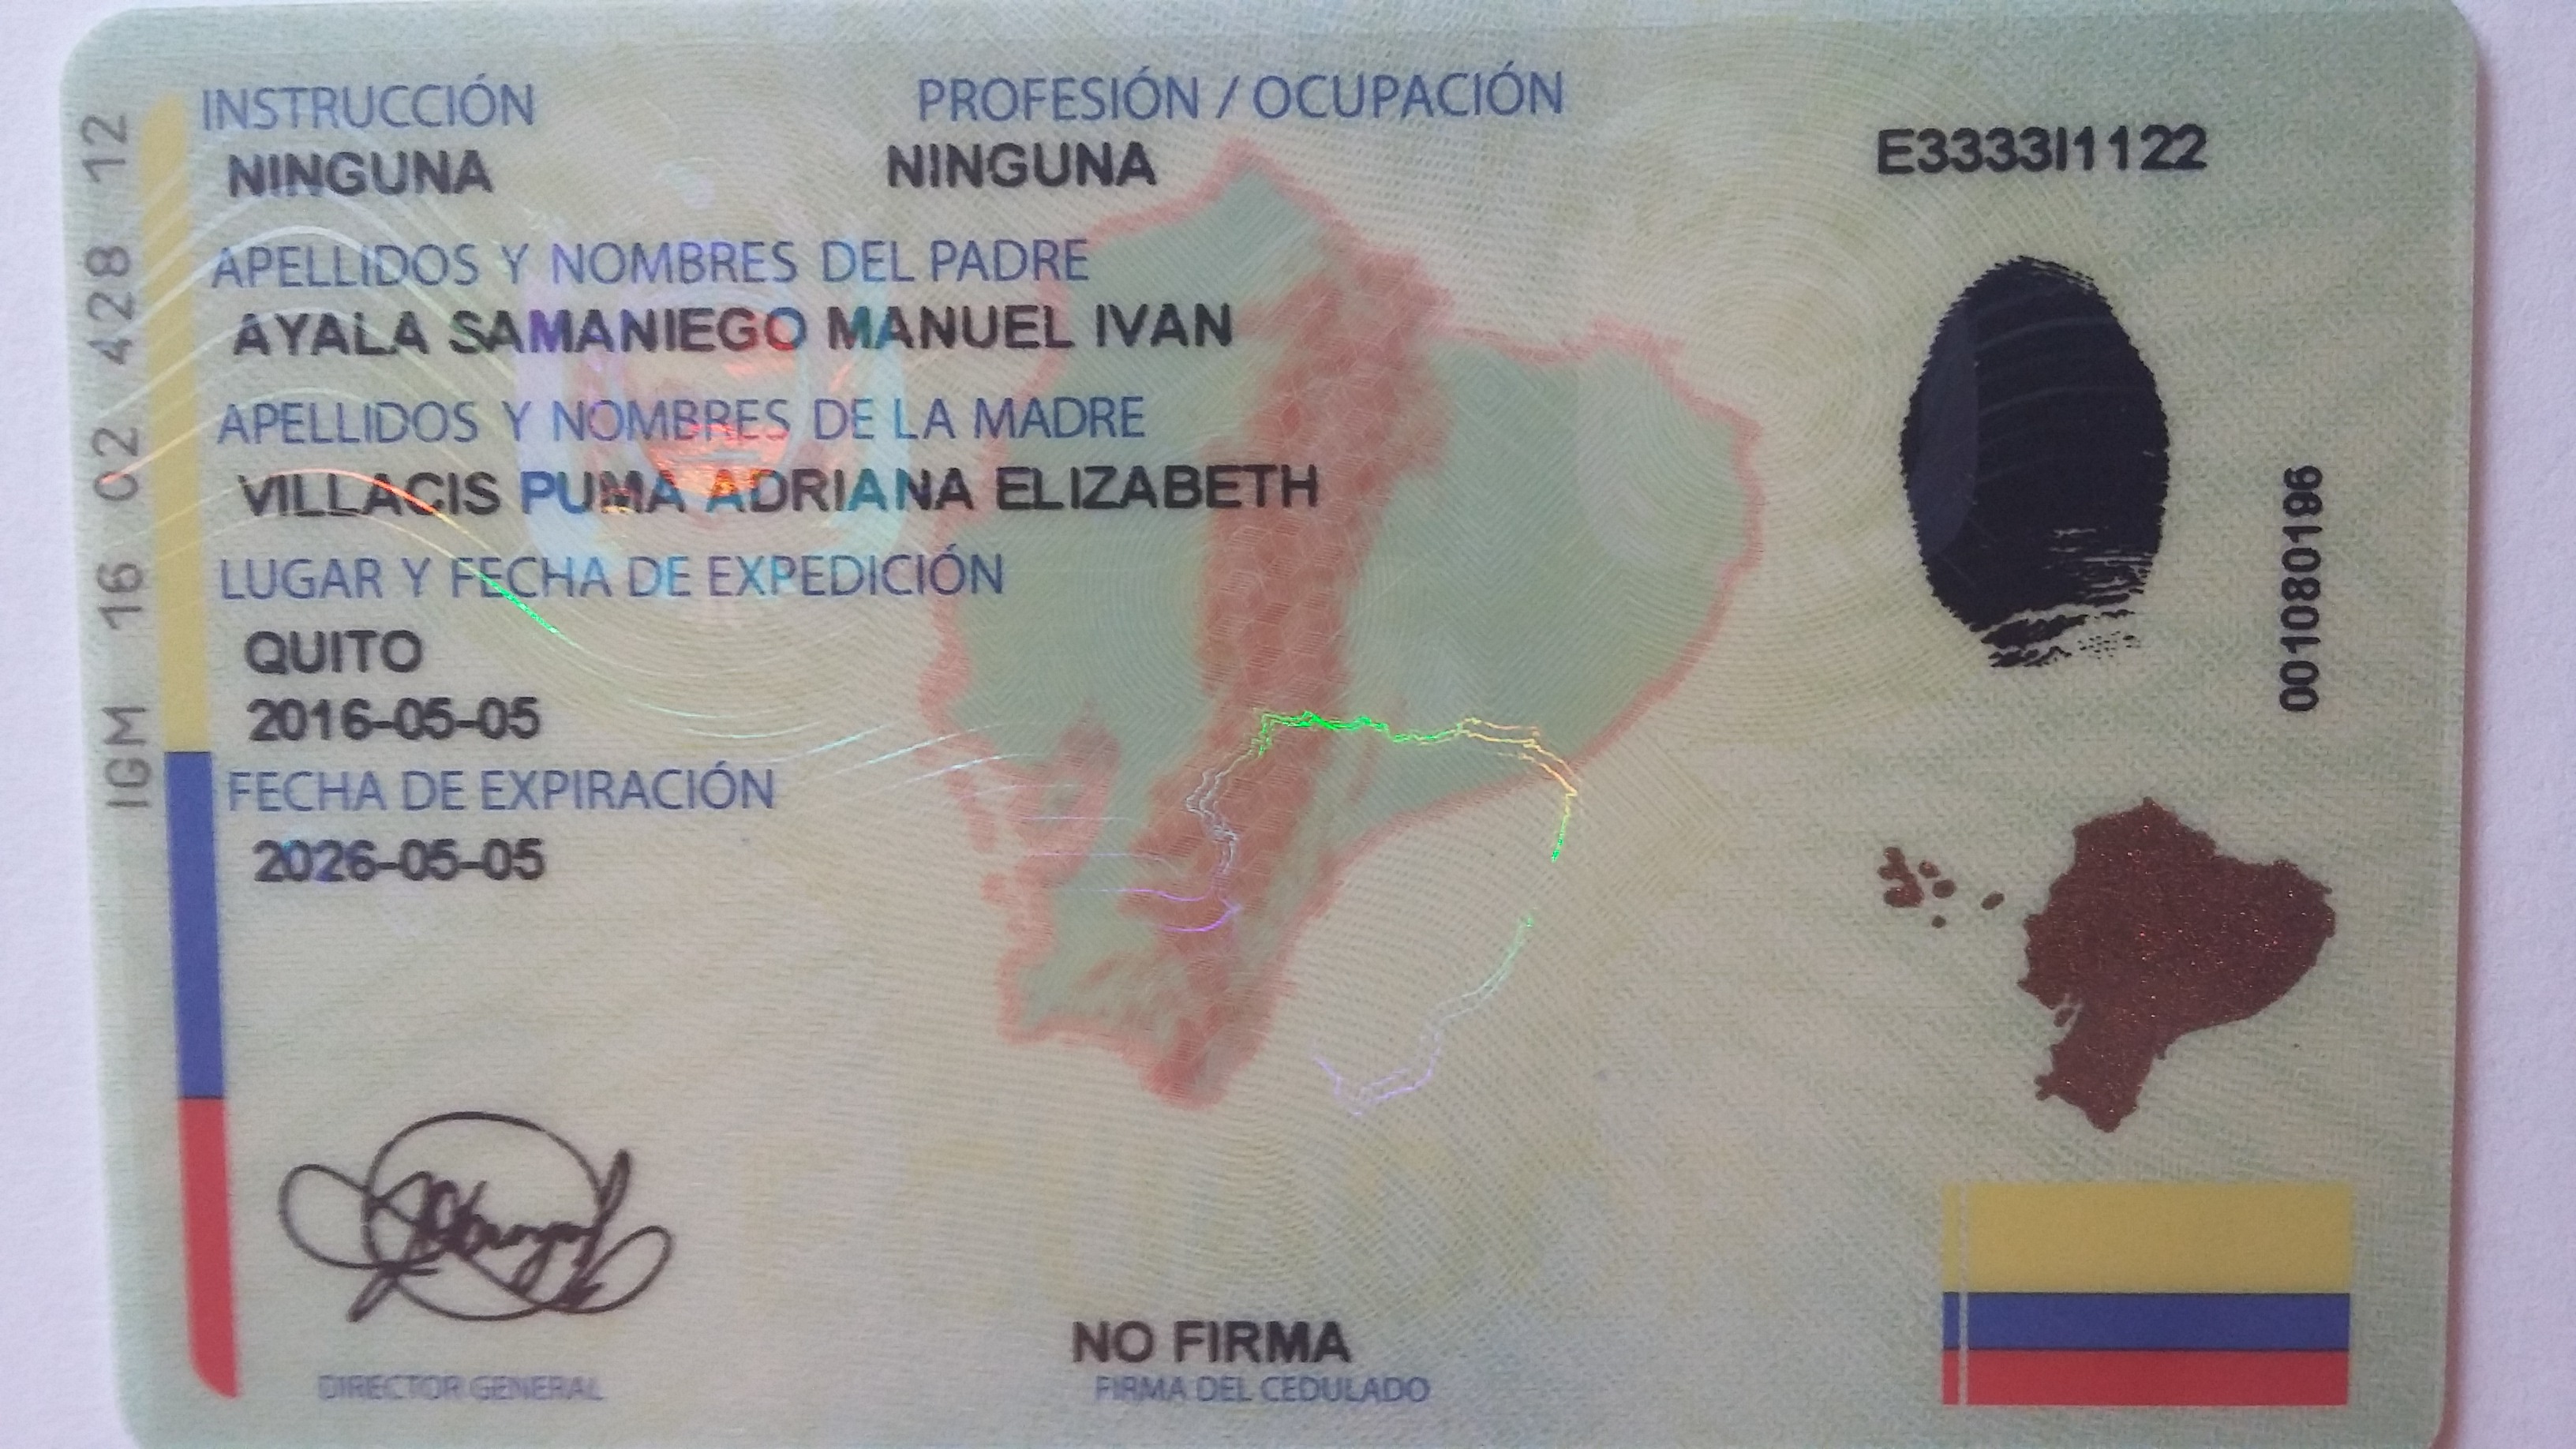 INSTRUCCIÓN
NINGUNA
PROFESIÓN / OCUPACIÓN
NINGUNA
E3333I1122
APELLIDOS Y NOMBRES DEL PADRE
AYALA SAMANIEGO MANUEL IVAN
APELLIDOS Y NOMBRES DE LA MADRE
VILLACIS PUMA ADRIANA ELIZABETH
LUGAR Y FECHA DE EXPEDICIÓN
QUITO
2016-05-05
FECHA DE EXPIRACIÓN
2026-05-05
IGM 16 02 428 12
001080196
DIRECTOR GENERAL
NO FIRMA
FIRMA DEL CEDULADO